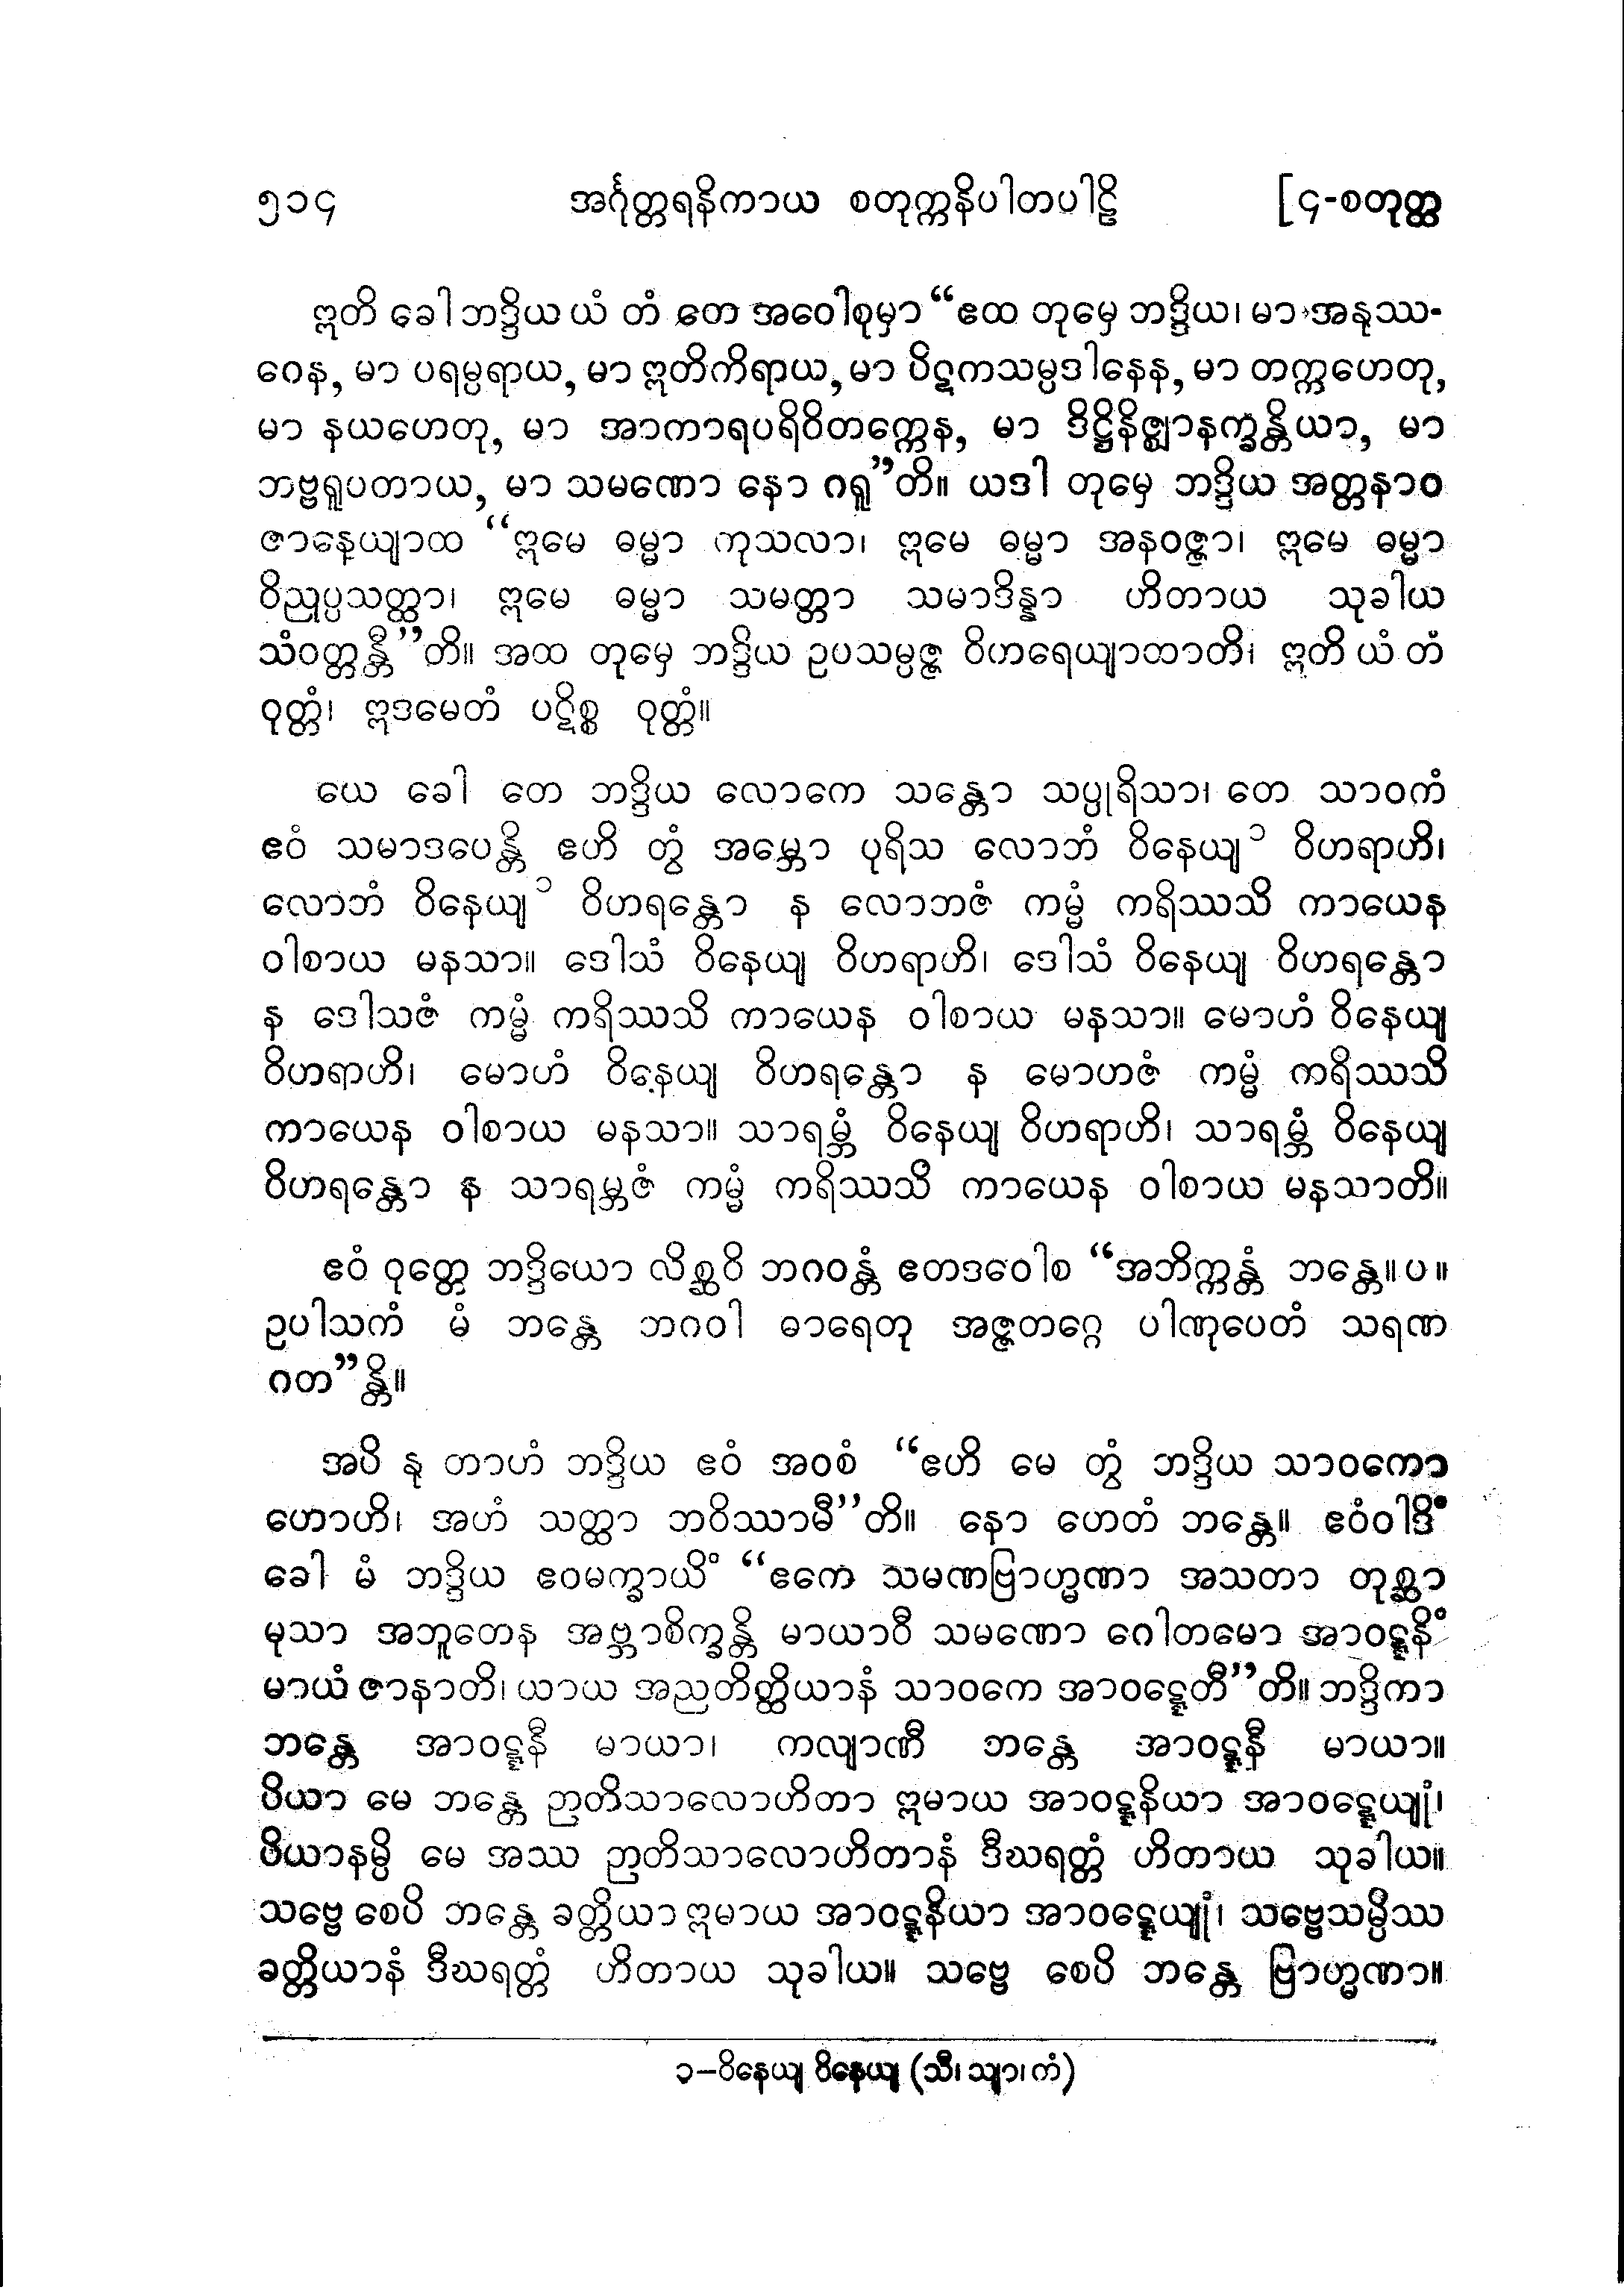 ၅၁၄ အင်္ဂုတ္တရနိကာယ စတုက္ကနိပါတပါဠိ [၄-စတုတ္ထ
ဣတိ ခေါ ဘဒ္ဒိယ ယံ တံ တေ အဝေါစုမှာ “ဧထ တုမှေ ဘဒ္ဒိယ၊ မာ အနုဿ-
ဝေန, မာ ပရမ္ပရာယ, မာ ဣတိကိရာယ, မာ ပိဋကသမ္ပဒါနေန, မာ တက္ကဟေတု,
မာ နယဟေတု, မာ အာကာရပရိဝိတက္ကေန, မာ ဒိဋ္ဌိနိဇ္ဈာနက္ခန္တိယာ, မာ
ဘဗ္ဗရူပတာယ, မာ သမဏော နော ဂရူ”တိ။ ယဒါ တုမှေ ဘဒ္ဒိယ အတ္တနာဝ
ဇာနေယျာထ “ဣမေ ဓမ္မာ ကုသလာ၊ ဣမေ ဓမ္မာ အနဝဇ္ဇာ၊ ဣမေ ဓမ္မာ
ဝိညုပ္ပသတ္ထာ၊ ဣမေ ဓမ္မာ သမတ္တာ သမာဒိန္နာ ဟိတာယ သုခါယ
သံဝတ္တန္တီ”တိ။ အထ တုမှေ ဘဒ္ဒိယ ဥပသမ္ပဇ္ဇ ဝိဟရေယျာထာတိ၊ ဣတိ ယံ တံ
ဝုတ္တံ၊ ဣဒမေတံ ပဋိစ္စ ဝုတ္တံ။
ယေ ခေါ တေ ဘဒ္ဒိယ လောကေ သန္တော သပ္ပုရိသာ၊ တေ သာဝကံ
ဧဝံ သမာဒပေန္တိ ဧဟိ တွံ အမ္ဘော ပုရိသ လောဘံ ဝိနေယျ ၁ ဝိဟရာဟိ၊
လောဘံ ဝိနေယျ ၁ ဝိဟရန္တော န လောဘဇံ ကမ္မံ ကရိဿသိ ကာယေန
ဝါစာယ မနသာ။ ဒေါသံ ဝိနေယျ ဝိဟရာဟိ၊ ဒေါသံ ဝိနေယျ ဝိဟရန္တော
န ဒေါသဇံ ကမ္မံ ကရိဿသိ ကာယေန ဝါစာယ မနသာ။ မောဟံ ဝိနေယျ
ဝိဟရာဟိ၊ မောဟံ ဝိနေယျ ဝိဟရန္တော န မောဟဇံ ကမ္မံ ကရိဿသိ
ကာယေန ဝါစာယ မနသာ။ သာရမ္ဘံ ဝိနေယျ ဝိဟရာဟိ၊ သာရမ္ဘံ ဝိနေယျ
ဝိဟရန္တော န သာရမ္ဘဇံ ကမ္မံ ကရိဿသိ ကာယေန ဝါစာယ မနသာတိ။
ဧဝံ ဝုတ္တေ ဘဒ္ဒိယော လိစ္ဆဝိ ဘဂဝန္တံ ဧတဒဝေါစ “အဘိက္ကန္တံ ဘန္တေ။ပ။
ဥပါသကံ မံ ဘန္တေ ဘဂဝါ ဓာရေတု အဇ္ဇတဂ္ဂေ ပါဏုပေတံ သရဏ
ဂတ”န္တိ။
အပိ နု တာဟံ ဘဒ္ဒိယ ဧဝံ အဝစံ “ဧဟိ မေ တွံ ဘဒ္ဒိယ သာဝကော
ဟောဟိ၊ အဟံ သတ္ထာ ဘဝိဿာမီ”တိ။ နော ဟေတံ ဘန္တေ။ ဧဝံဝါဒိံ
ခေါ မံ ဘဒ္ဒိယ ဧဝမက္ခာယိံ “ဧကေ သမဏဗြာဟ္မဏာ အသတာ တုစ္ဆာ
မုသာ အဘူတေန အဗ္ဘာစိက္ခန္တိ မာယာဝီ သမဏော ဂေါတမော အာဝဋ္ဋနိံ
မာယံ ဇာနာတိ၊ ယာယ အညတိတ္ထိယာနံ သာဝကေ အာဝဋ္ဋေတီ”တိ။ ဘဒ္ဒိကာ
ဘန္တေ အာဝဋ္ဋနီ မာယာ၊ ကလျာဏီ ဘန္တေ အာဝဋ္ဋနီ မာယာ။
ပိယာ မေ ဘန္တေ ဉာတိသာလောဟိတာ ဣမာယ အာဝဋ္ဋနိယာ အာဝဋ္ဋေယျုံ၊
ပိယာနမ္ပိ မေ အဿ ဉာတိသာလောဟိတာနံ ဒီဃရတ္တံ ဟိတာယ သုခါယ။
သဗ္ဗေ စေပိ ဘန္တေ ခတ္တိယာ ဣမာယ အာဝဋ္ဋနိယာ အာဝဋ္ဋေယျုံ၊ သဗ္ဗေသမ္ပိဿ
ခတ္တိယာနံ ဒီဃရတ္တံ ဟိတာယ သုခါယ။ သဗ္ဗေ စေပိ ဘန္တေ ဗြာဟ္မဏာ။
၁–ဝိနေယျ ဝိနေယျ (သီ၊ သျာ၊ ကံ)